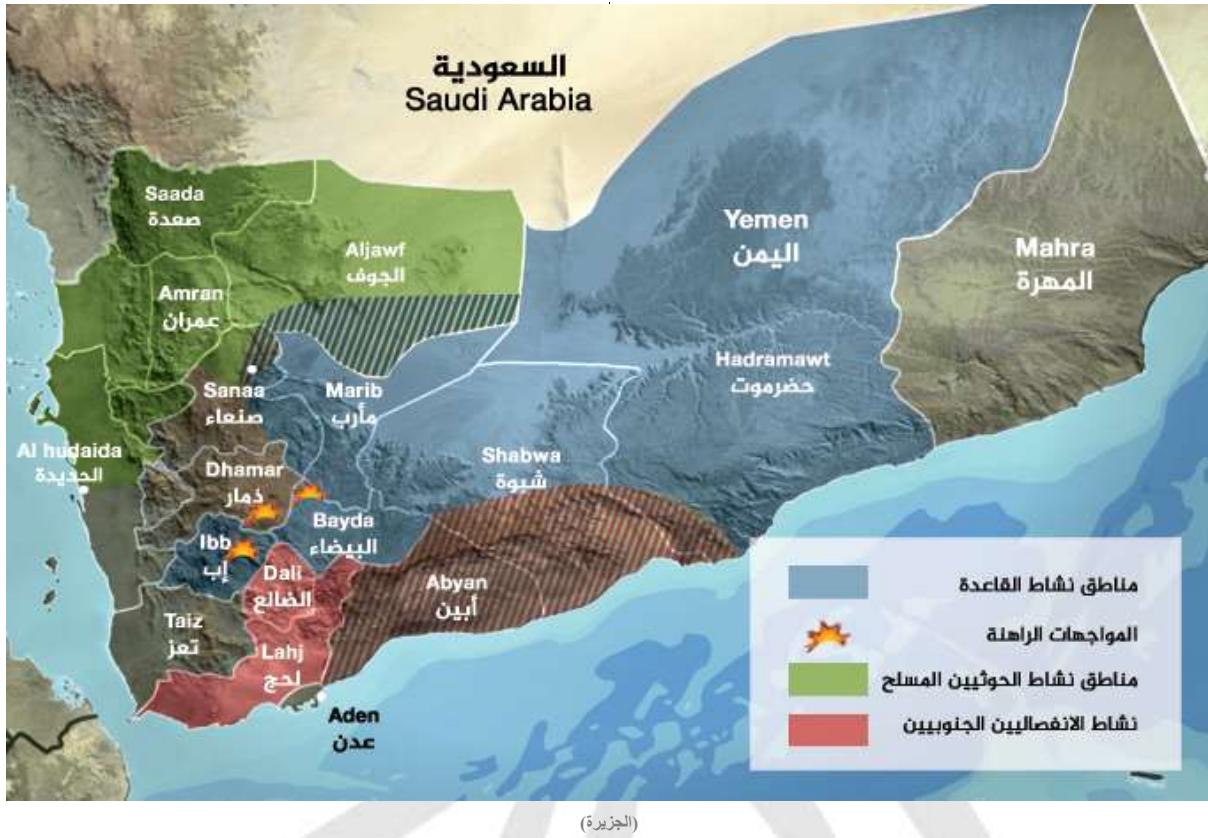 السعودية
Saudi Arabia
Saada
صعدة
Aljawf
الجوف
Amran
عمران
Yemen
اليمن
Mahra
المهرة
Sanaa
صنعاء
Marib
مأرب
Hadramawt
حضرموت
Al hudaida
الحديدة
Dhamar
ذمار
Shabwa
شبوة
Bayda
البيضاء
Ibb
إب
Dali
الضالع
Abyan
أبين
Taiz
تعز
Lahj
لحج
Aden
عدن
مناطق نشاط القاعدة
المواجهات الراهنة
مناطق نشاط الحوثيين المسلح
نشاط الانفصاليين الجنوبيين
(الجزيرة)